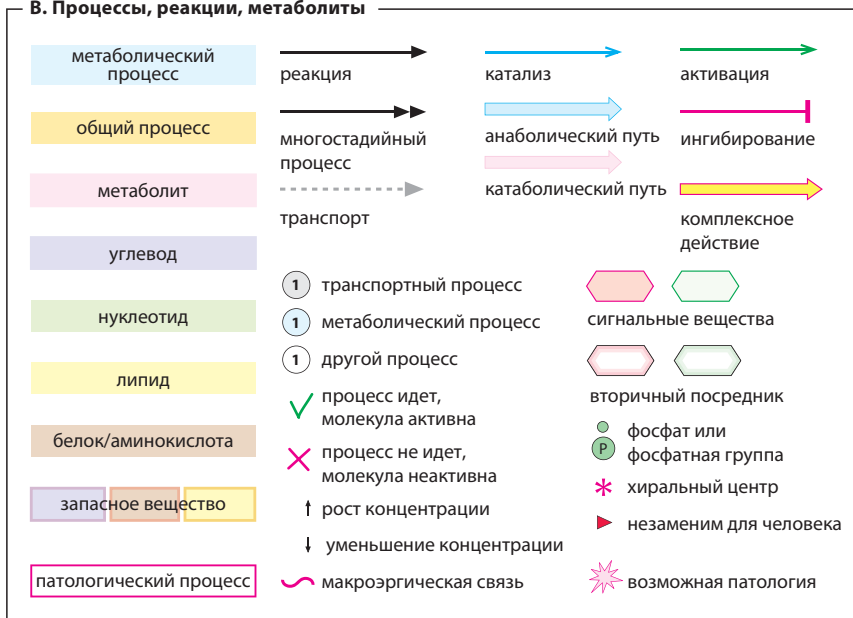 В. Процессы, реакции, метаболиты
метаболический
процесс
общий процесс
метаболит
углевод
нуклеотид
липид
белок/аминокислота
запасное вещество
патологический процесс
реакция
многостадийный
процесс
транспорт
катализ
анаболический путь
катаболический путь
активация
ингибирование
комплексное
действие
1 транспортный процесс
1 метаболический процесс
1 другой процесс
процесс идет,
молекула активна
процесс не идет,
молекула неактивна
рост концентрации
уменьшение концентрации
макроэргическая связь
сигнальные вещества
вторичный посредник
фосфат или
P фосфатная группа
хиральный центр
незаменим для человека
возможная патология